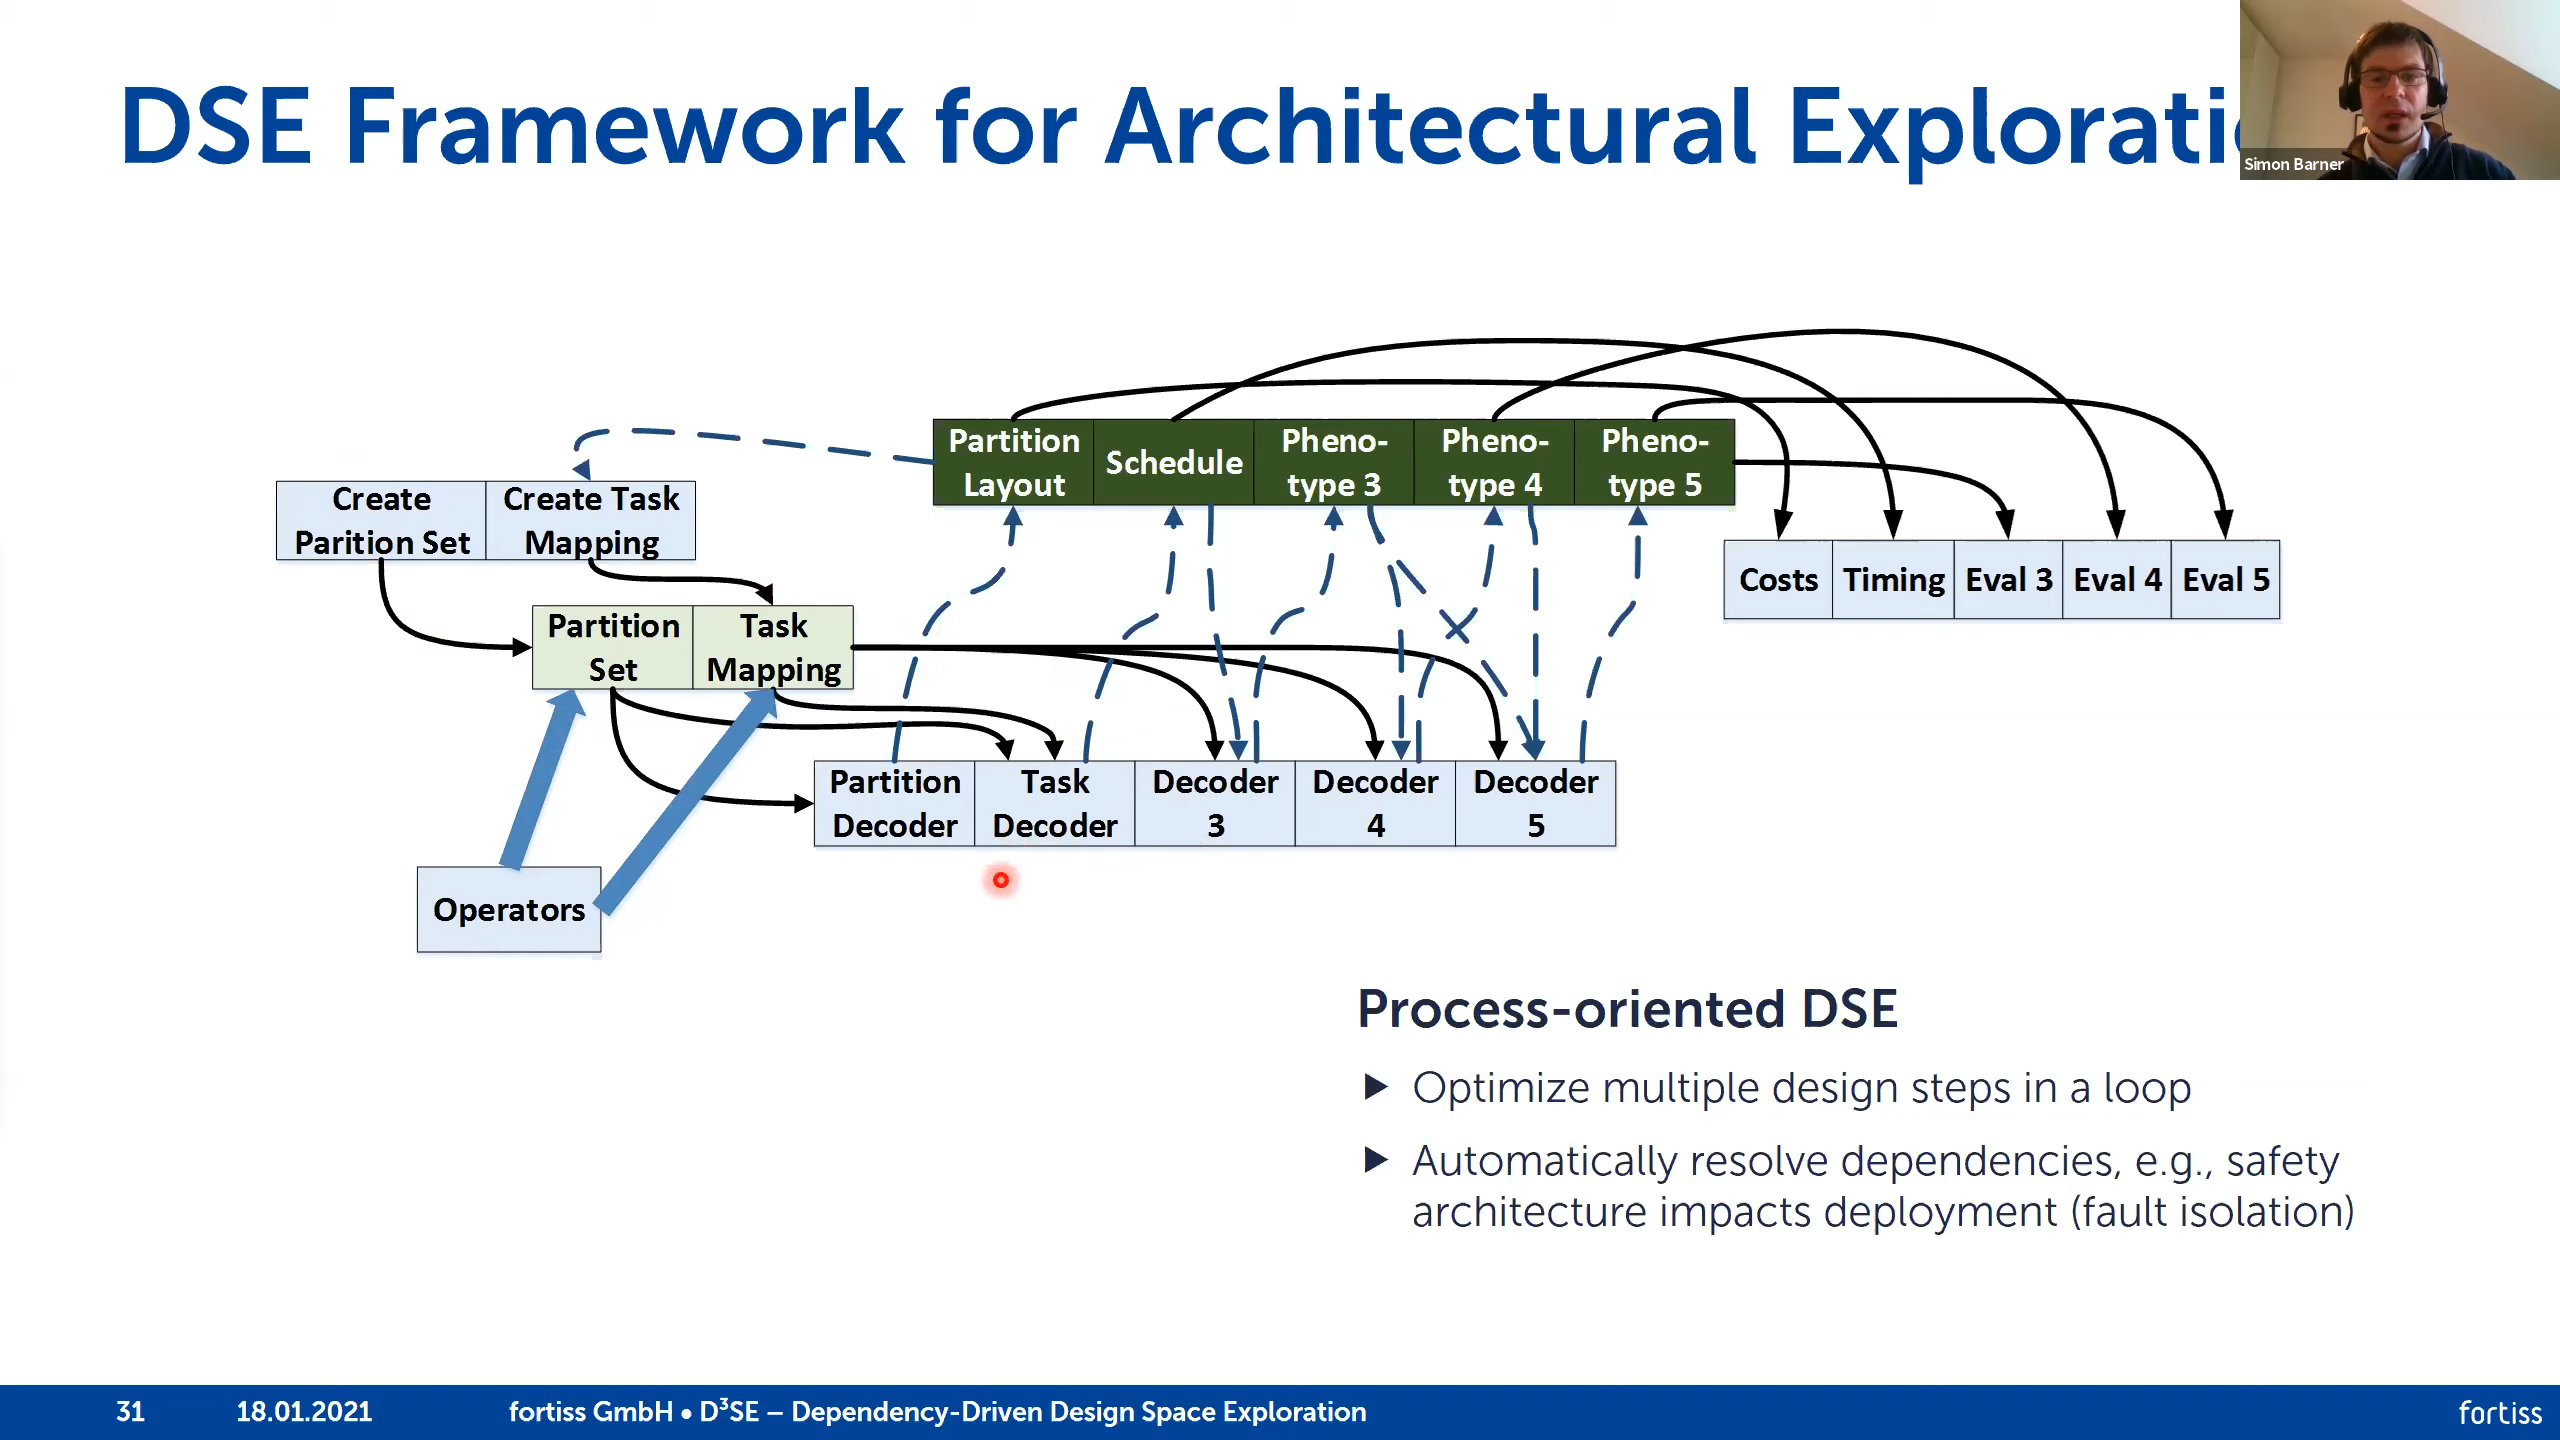 DSE Framework for Architectural Explorati
Simon Barner
Partition Layout
Schedule
Pheno-type 3
Pheno-type 4
Pheno-type 5
Create Parition Set
Create Task Mapping
Costs
Timing
Eval 3
Eval 4
Eval 5
Partition Set
Task Mapping
Partition Decoder
Task Decoder
Decoder 3
Decoder 4
Decoder 5
Operators
Process-oriented DSE
Optimize multiple design steps in a loop
Automatically resolve dependencies, e.g., safety
architecture impacts deployment (fault isolation)
31 18.01.2021 fortiss GmbH • D³SE – Dependency-Driven Design Space Exploration fortiss